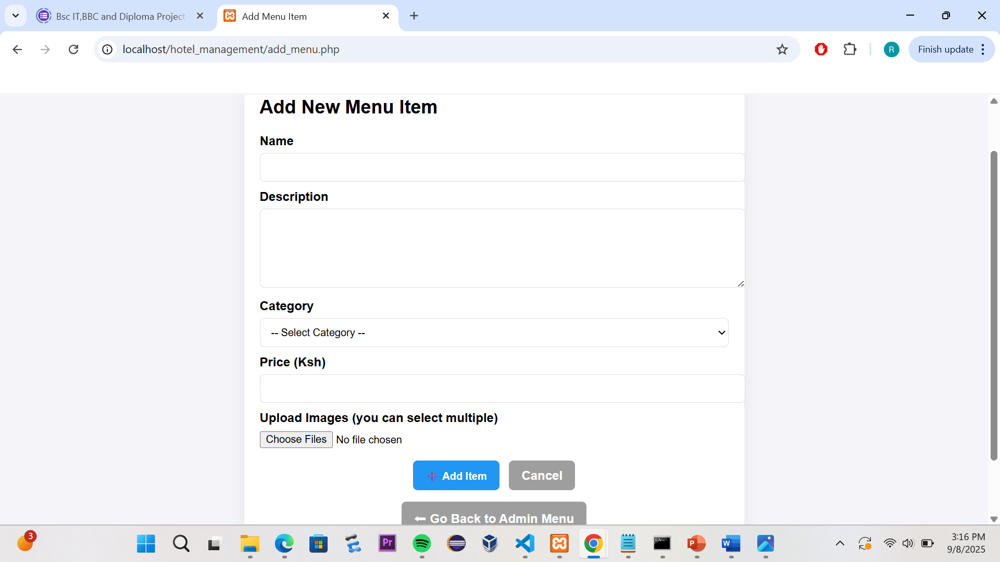 Bsc IT,BBC and Diploma Project
Add Menu Item
localhost/hotel_management/add_menu.php
R
Finish update
Add New Menu Item
Name
Description
Category
-- Select Category --
Price (Ksh)
Upload Images (you can select multiple)
Choose Files No file chosen
Add Item
Cancel
Go Back to Admin Menu
3
Pr
P
W
3:16 PM
9/8/2025